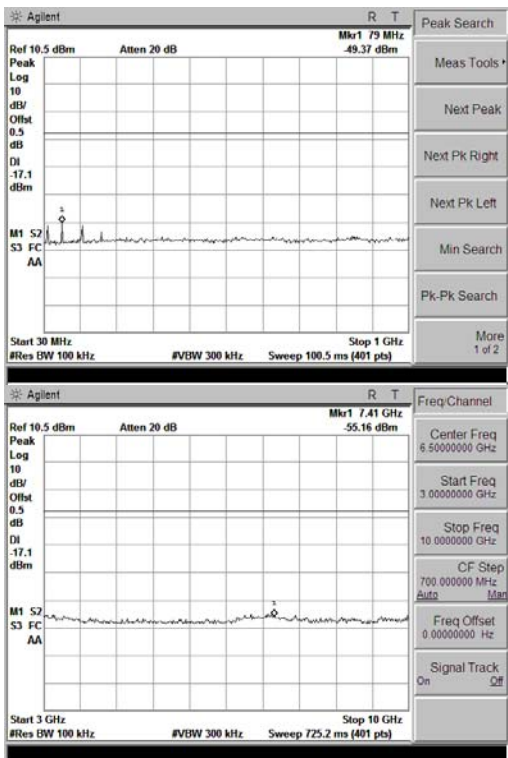 Agilent R T
Mkr1 79 MHz
Ref 10.5 dBm Atten 20 dB -49.37 dBm
Peak
Log
10
dB/
Offst
0.5
dB
DI
-17.1
dBm
1
M1 S2
S3 FC
AA
Start 30 MHz Stop 1 GHz
#Res BW 100 kHz #VBW 300 kHz Sweep 100.5 ms (401 pts)
Peak Search
Meas Tools
Next Peak
Next Pk Right
Next Pk Left
Min Search
Pk-Pk Search
More
1 of 2
Agilent R T
Mkr1 7.41 GHz
Ref 10.5 dBm Atten 20 dB -55.16 dBm
Peak
Log
10
dB/
Offst
0.5
dB
DI
-17.1
dBm
1
M1 S2
S3 FC
AA
Start 3 GHz Stop 10 GHz
#Res BW 100 kHz #VBW 300 kHz Sweep 725.2 ms (401 pts)
Freq/Channel
Center Freq
6.50000000 GHz
Start Freq
3.00000000 GHz
Stop Freq
10.0000000 GHz
CF Step
700.000000 MHz
Auto Man
Freq Offset
0.00000000 Hz
Signal Track
On Off